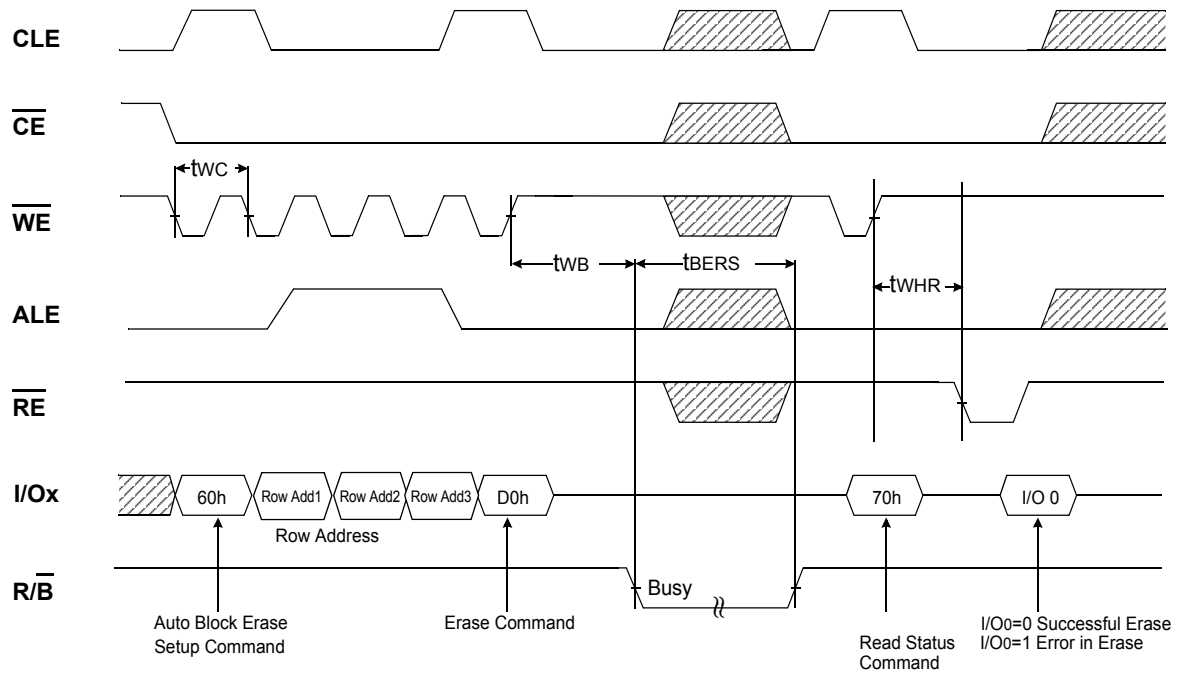 CLE
CE
tWC
WE
tWB
tBERS
tWHR
ALE
RE
I/Ox
60h
Row Add1
Row Add2
Row Add3
D0h
70h
I/O 0
Row Address
R/B
Busy
Auto Block Erase
Setup Command
Erase Command
Read Status
Command
I/O0=0 Successful Erase
I/O0=1 Error in Erase